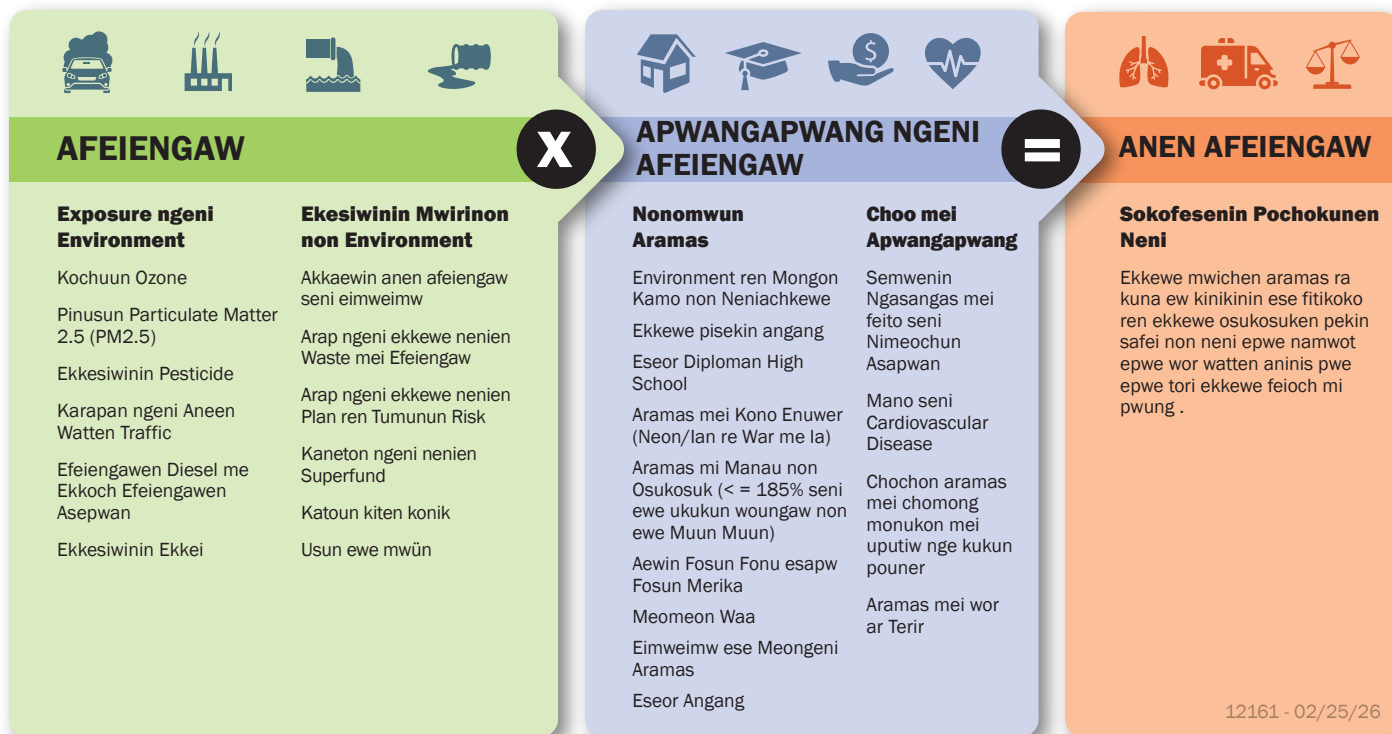 AFEIENGAW
X
APWANGAPWANG NGENI
AFEIENGAW
=
ANEN AFEIENGAW
Exposure ngeni
Environment
Kochuun Ozone
Pinusun Particulate Matter
2.5 (PM2.5)
Ekkesiwinin Pesticide
Karapan ngeni Aneen
Watten Traffic
Efeiengawen Diesel me
Ekkoch Efeiengawen
Asepwan
Ekkesiwinin Ekkei
Ekesiwinin Mwirinon
non Environment
Akkaewin anen afeiengaw
seni eimweimw
Arap ngeni ekkewe nenien
Waste mei Efeiengaw
Arap ngeni ekkewe nenien
Plan ren Tumunun Risk
Kaneton ngeni nenien
Superfund
Katoun kiten konik
Usun ewe mwün
Nonomwun
Aramas
Environment ren Mongon
Kamo non Neniachkewe
Ekkewe pisekin angang
Eseor Diploman High
School
Aramas mei Kono Enuwer
(Neon/Ian re War me Ia)
Aramas mi Manau non
Osukosuk (< = 185% seni
ewe ukukun woungaw non
ewe Muun Muun)
Aewin Fosun Fonu esapw
Fosun Merika
Meomeon Waa
Eimweimw ese Meongeni
Aramas
Eseor Angang
Choo mei
Apwangapwang
Semwenin
Ngasangas mei
feito seni
Nimeochun
Asapwan
Mano seni
Cardiovascular
Disease
Chochon aramas
mei chomong
monukon mei
uputiw nge kukun
pouner
Aramas mei wor
ar Terir
Sokofesenin Pochokunen
Neni
Ekkewe mwichen aramas ra
kuna ew kinikinin ese fitikoko
ren ekkewe osukosuken pekin
safei non neni epwe namwot
epwe wor watten aninis pwe
epwe tori ekkewe feioch mi
pwung .
12161 - 02/25/26